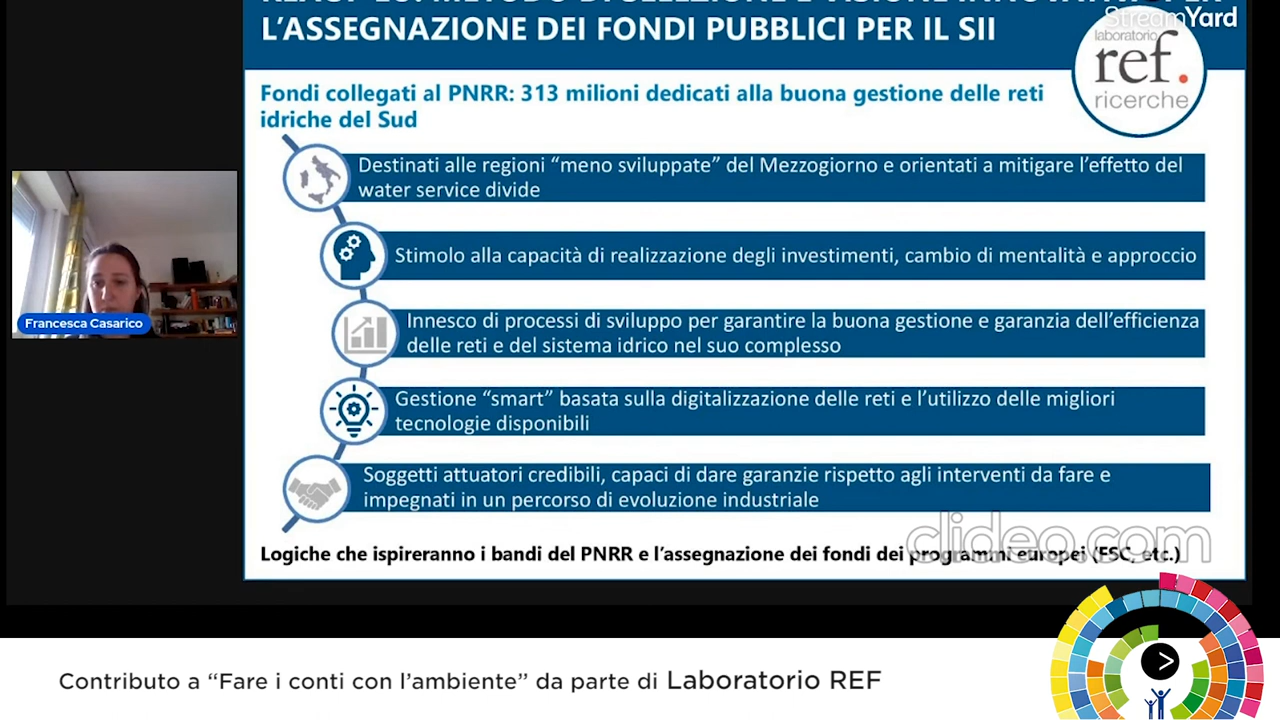 L'ASSEGNAZIONE DEI FONDI PUBBLICI PER IL SII
StreamYard
laboratorio
ref.
ricerche
Fondi collegati al PNRR: 313 milioni dedicati alla buona gestione delle reti
idriche del Sud
Destinati alle regioni “meno sviluppate” del Mezzogiorno e orientati a mitigare l'effetto del
water service divide
Stimolo alla capacità di realizzazione degli investimenti, cambio di mentalità e approccio
Innesco di processi di sviluppo per garantire la buona gestione e garanzia dell'efficienza
delle reti e del sistema idrico nel suo complesso
Gestione “smart” basata sulla digitalizzazione delle reti e l'utilizzo delle migliori
tecnologie disponibili
Soggetti attuatori credibili, capaci di dare garanzie rispetto agli interventi da fare e
impegnati in un percorso di evoluzione industriale
Logiche che ispireranno i bandi del PNRR e l'assegnazione dei fondi dei programmi europei (FSC, etc.)
clideo.com
Francesca Casarico
Contributo a “Fare i conti con l'ambiente” da parte di Laboratorio REF